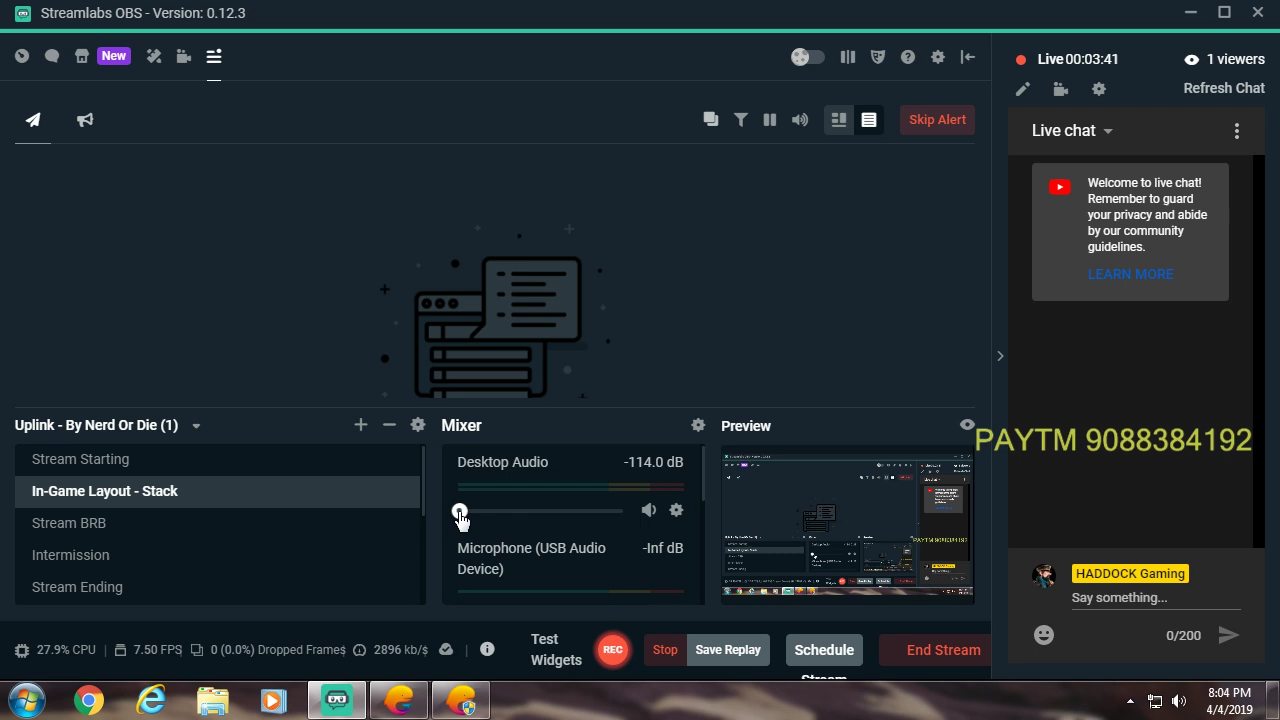 Streamlabs OBS - Version: 0.12.3
New
Live 00:03:41
1 viewers
Refresh Chat
Skip Alert
Live chat
Welcome to live chat!
Remember to guard
your privacy and abide
by our community
guidelines.
LEARN MORE
Uplink - By Nerd Or Die (1)
Stream Starting
In-Game Layout - Stack
Stream BRB
Intermission
Stream Ending
Mixer
Desktop Audio
-114.0 dB
Microphone (USB Audio
Device)
-Inf dB
Preview
PAYTM 9088384192
HADDOCK Gaming
Say something...
0/200
27.9% CPU
7.50 FPS
0 (0.0%) Dropped Frames
2896 kb/s
Test
Widgets
REC
Stop
Save Replay
Schedule
Stream
End Stream
8:04 PM
4/4/2019